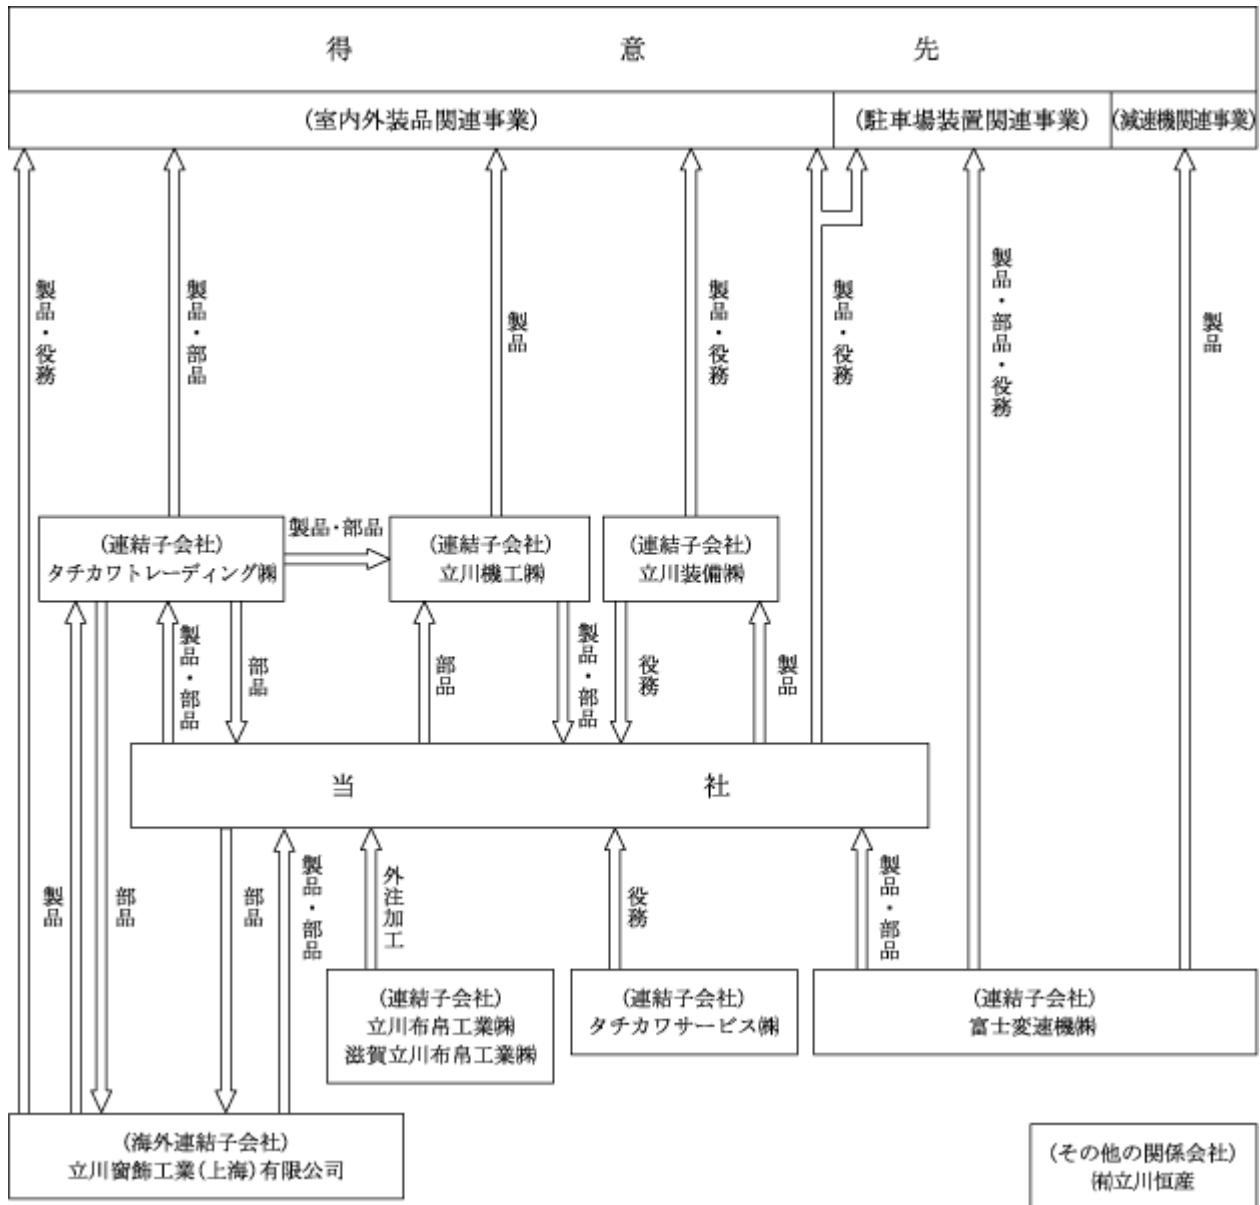 得意先
(室内外装品関連事業)
(駐車場装置関連事業)
(減速機関連事業)
製品・役務
製品・部品
製品
製品・役務
製品・役務
製品・部品・役務
製品
(連結子会社)
タチカワトレーディング㈱
製品・部品
(連結子会社)
立川機工㈱
(連結子会社)
立川装備㈱
製品・部品
部品
部品
製品・部品
役務
製品
当社
製品
部品
部品
製品・部品
外注加工
役務
製品・部品
(連結子会社)
立川布帛工業㈱
滋賀立川布帛工業㈱
(連結子会社)
タチカワサービス㈱
(連結子会社)
富士変速機㈱
(海外連結子会社)
立川窗飾工業(上海)有限公司
(その他の関係会社)
㈲立川恒産